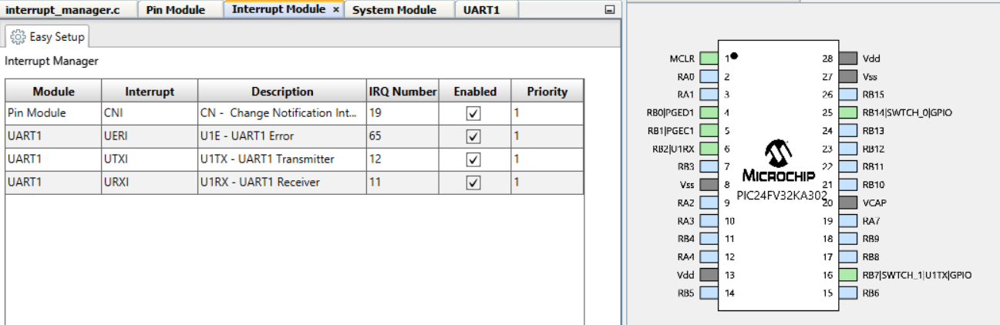 interrupt_manager.c Pin Module Interrupt Module × System Module UART1
Easy Setup
Interrupt Manager
Module Interrupt Description IRQ Number Enabled Priority
Pin Module CNI CN - Change Notification Int... 19 1
UART1 UERI U1E - UART1 Error 65 1
UART1 UTXI U1TX - UART1 Transmitter 12 1
UART1 URXI U1RX - UART1 Receiver 11 1
MCLR 1 28 Vdd
RA0 2 27 Vss
RA1 3 26 RB15
RB0|PGED1 4 25 RB14|SWTCH_0|GPIO
RB1|PGEC1 5 24 RB13
RB2|U1RX 6 23 RB12
RB3 7 22 RB11
MICROCHIP
Vss 8 21 RB10
PIC24FV32KA302
RA2 9 20 VCAP
RA3 10 19 RA7
RB4 11 18 RB9
RA4 12 17 RB8
Vdd 13 16 RB7|SWTCH_1|U1TX|GPIO
RB5 14 15 RB6